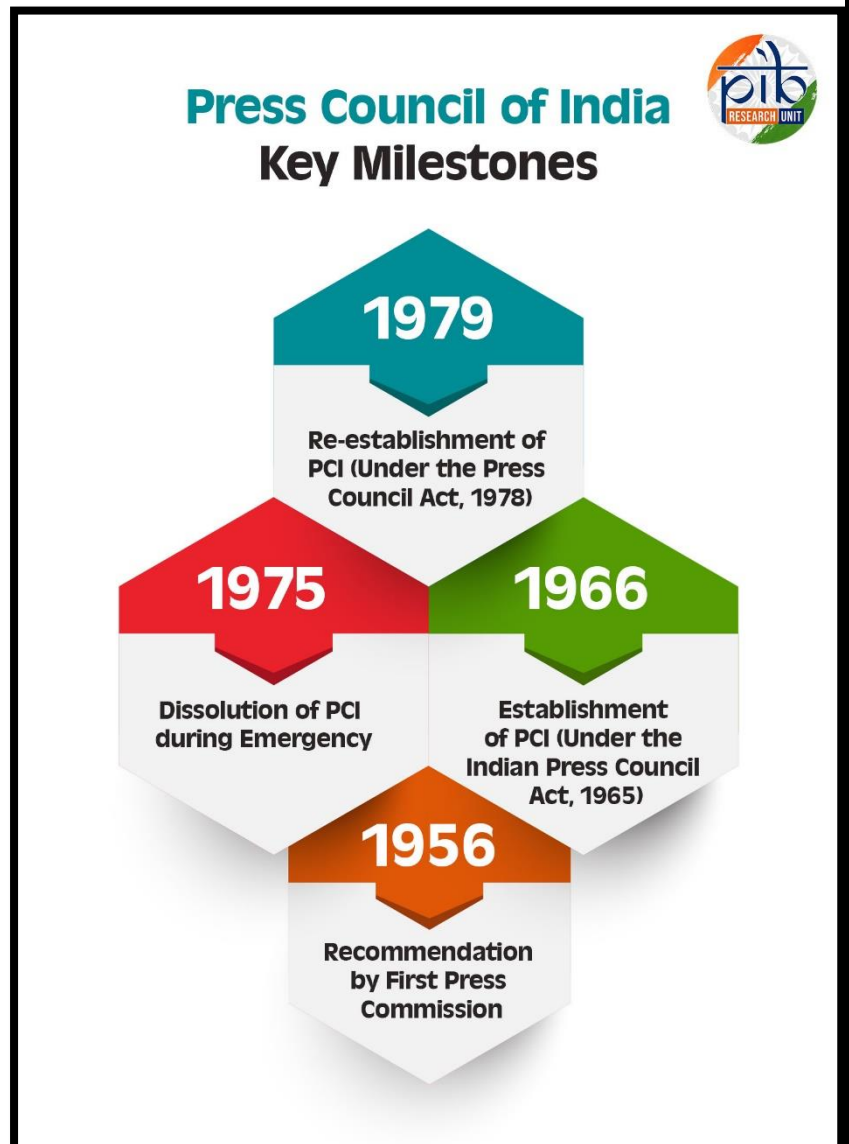 Press Council of India
Key Milestones
pib
RESEARCH UNIT
1979
Re-establishment of
PCI (Under the Press
Council Act, 1978)
1975
Dissolution of PCI
during Emergency
1966
Establishment
of PCI (Under the
Indian Press Council
Act, 1965)
1956
Recommendation
by First Press
Commission